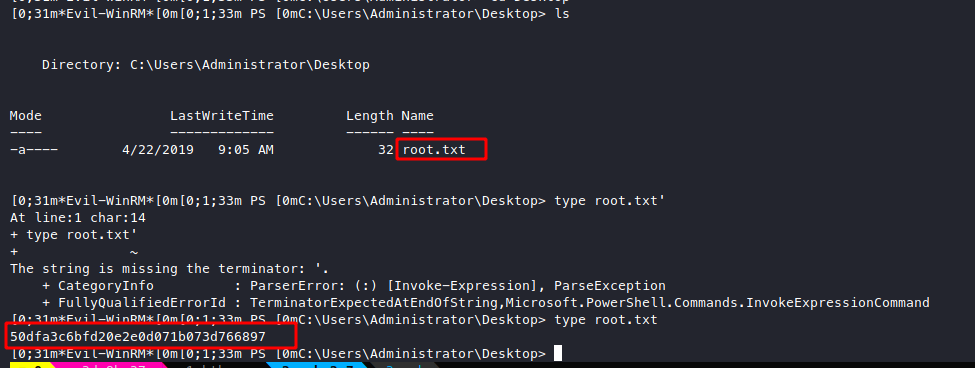 [0;31m*Evil-WinRM*[0m[0;1;33m PS [0mC:\Users\Administrator\Desktop> ls
Directory: C:\Users\Administrator\Desktop
Mode                LastWriteTime         Length Name
----                -------------         ------ ----
-a----        4/22/2019   9:05 AM             32 root.txt
[0;31m*Evil-WinRM*[0m[0;1;33m PS [0mC:\Users\Administrator\Desktop> type root.txt'
At line:1 char:14
+ type root.txt'
+              ~
The string is missing the terminator: '.
    + CategoryInfo          : ParserError: (:) [Invoke-Expression], ParseException
    + FullyQualifiedErrorId : TerminatorExpectedAtEndOfString,Microsoft.PowerShell.Commands.InvokeExpressionCommand
[0;31m*Evil-WinRM*[0m[0;1;33m PS [0mC:\Users\Administrator\Desktop> type root.txt
50dfa3c6bfd20e2e0d071b073d766897
[0;31m*Evil-WinRM*[0m[0;1;33m PS [0mC:\Users\Administrator\Desktop>